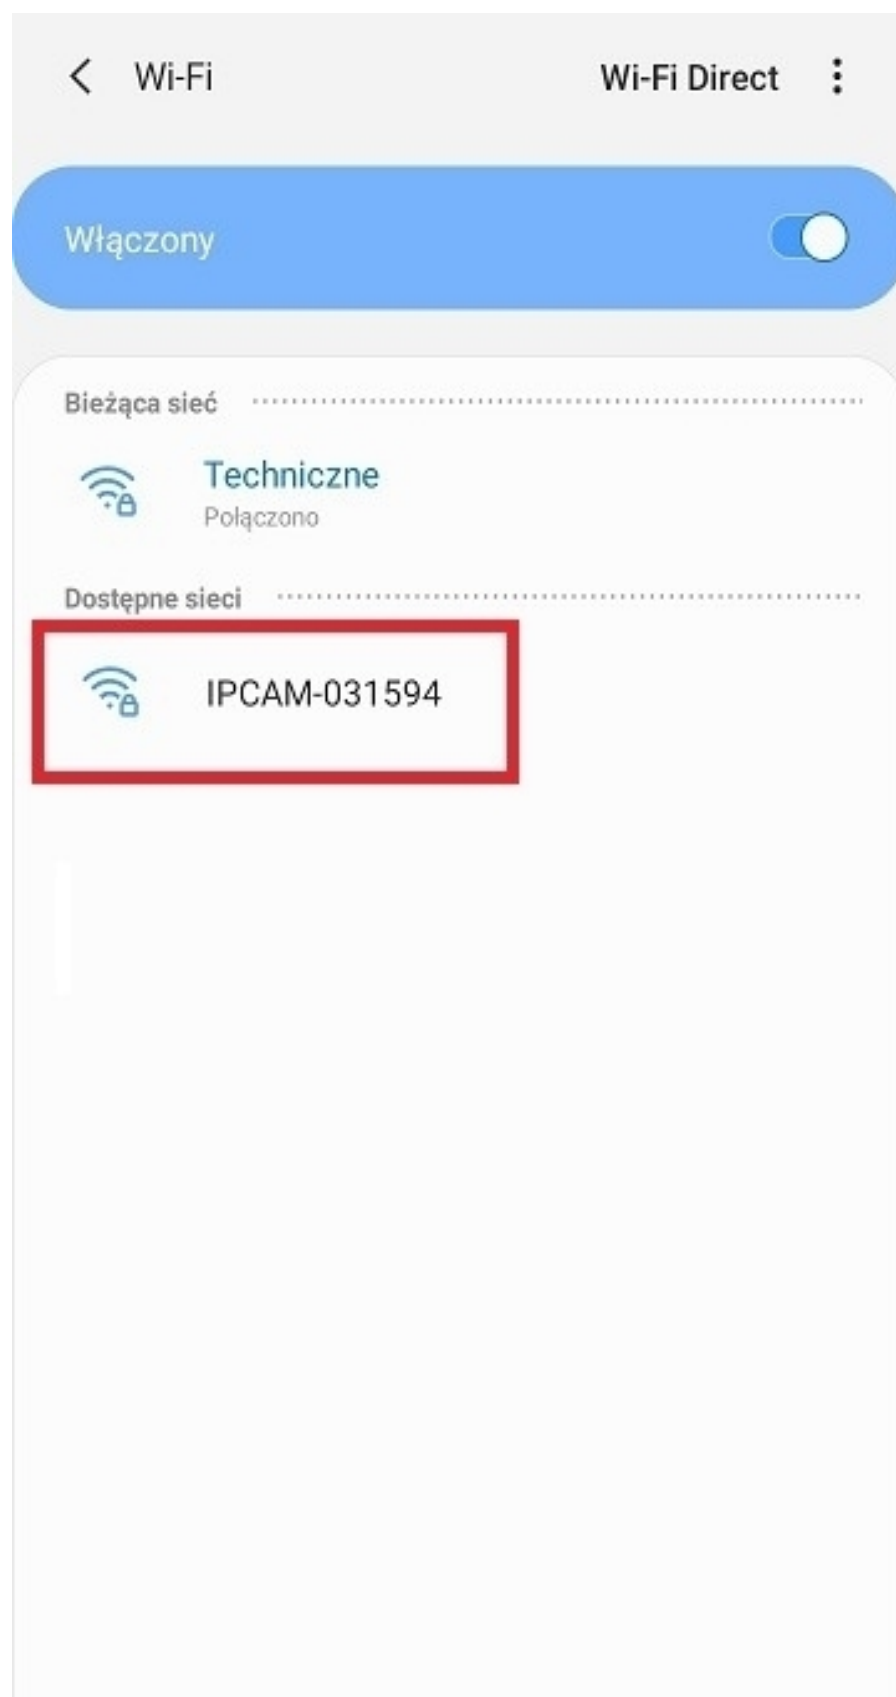 Wi-Fi
Wi-Fi Direct
Włączony
Bieżąca sieć
Techniczne
Połączono
Dostępne sieci
IPCAM-031594